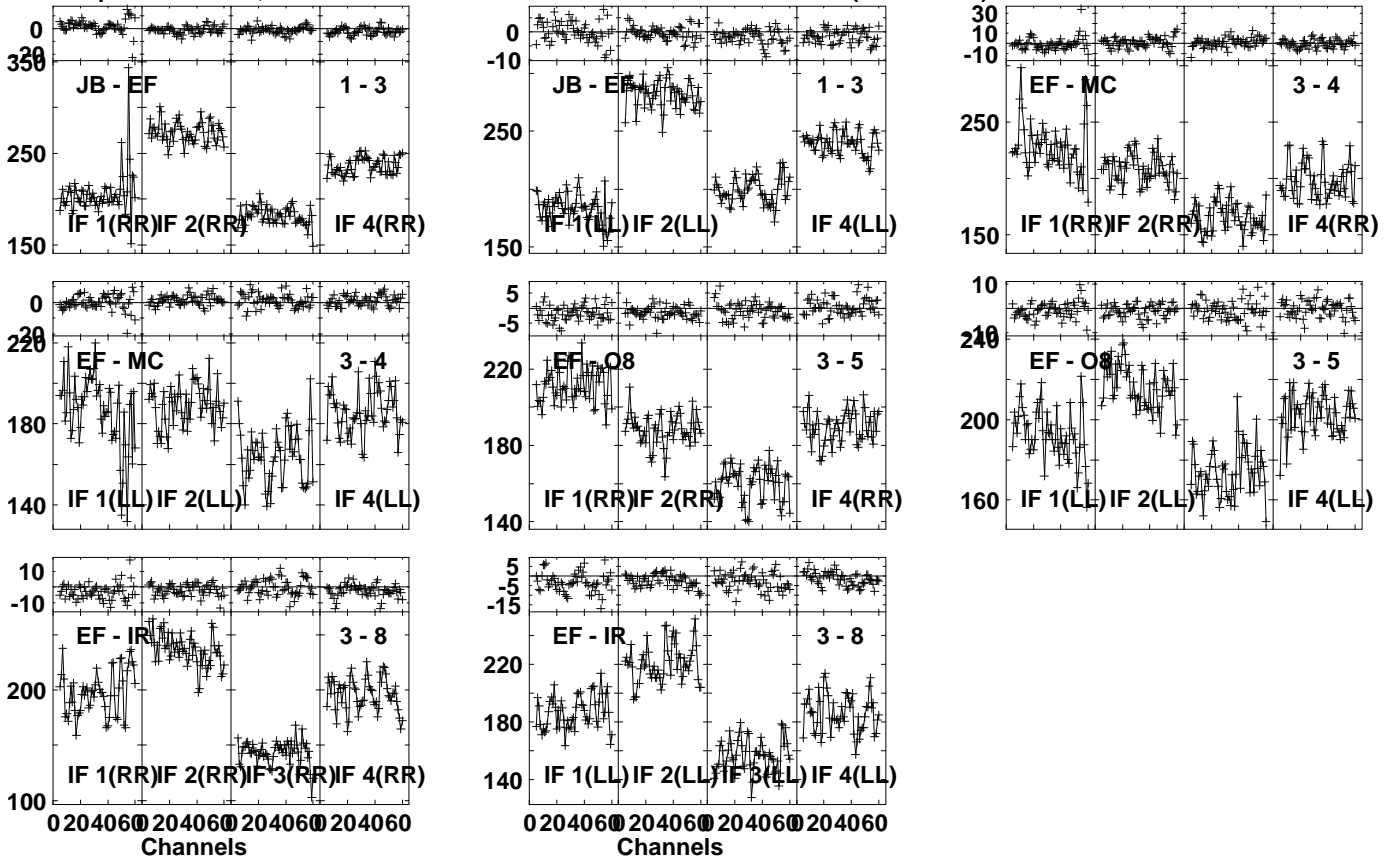 0
20
350
250
150
JB - EF
1 - 3
IF 1(RR) IF 2(RR) IF 4(RR)
0
-10
250
150
JB - EF
1 - 3
IF 1(LL) IF 2(LL) IF 4(LL)
30
10
-10
250
150
EF - MC
3 - 4
IF 1(RR) IF 2(RR) IF 4(RR)
0
20
220
180
140
EF - MC
3 - 4
IF 1(LL) IF 2(LL) IF 4(LL)
5
-5
220
180
140
EF - O8
3 - 5
IF 1(RR) IF 2(RR) IF 4(RR)
10
-10
240
200
160
EF - O8
3 - 5
IF 1(LL) IF 2(LL) IF 4(LL)
10
-10
200
100
EF - IR
3 - 8
IF 1(RR) IF 2(RR) IF 3(RR) IF 4(RR)
0 20 40 60 0 20 40 60 0 20 40 60 0 20 40 60
Channels
5
-5
-15
220
180
140
EF - IR
3 - 8
IF 1(LL) IF 2(LL) IF 3(LL) IF 4(LL)
0 20 40 60 0 20 40 60 0 20 40 60 0 20 40 60
Channels